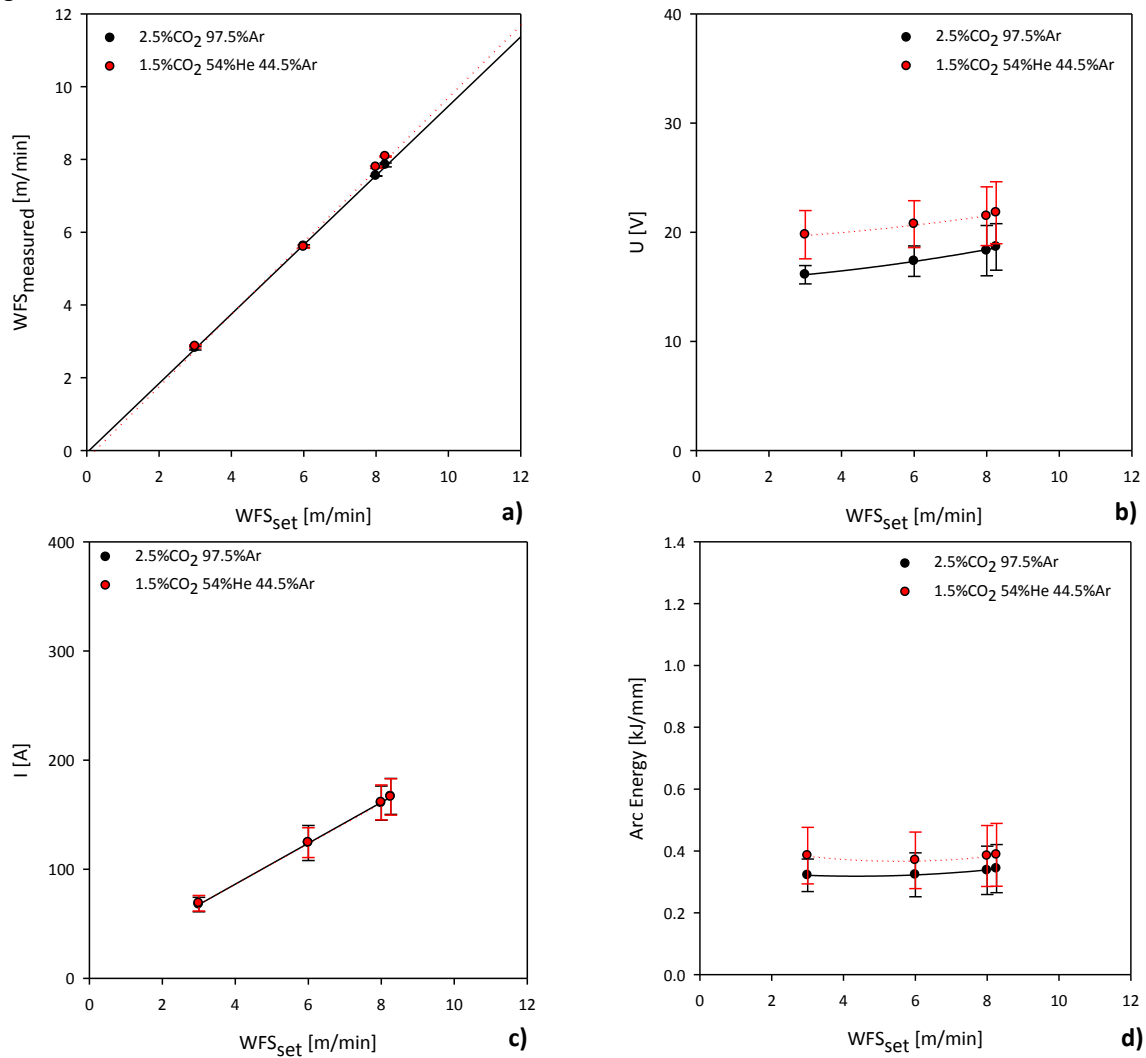 12
10
8
6
4
2
0
WFSmeasured [m/min]
2.5%CO2 97.5%Ar
1.5%CO2 54%He 44.5%Ar
0 2 4 6 8 10 12
WFSset [m/min]
a)
40
30
20
10
0
U [V]
2.5%CO2 97.5%Ar
1.5%CO2 54%He 44.5%Ar
0 2 4 6 8 10 12
WFSset [m/min]
b)
400
300
200
100
0
I [A]
2.5%CO2 97.5%Ar
1.5%CO2 54%He 44.5%Ar
0 2 4 6 8 10 12
WFSset [m/min]
c)
1.4
1.2
1.0
0.8
0.6
0.4
0.2
0.0
Arc Energy [kJ/mm]
2.5%CO2 97.5%Ar
1.5%CO2 54%He 44.5%Ar
0 2 4 6 8 10 12
WFSset [m/min]
d)